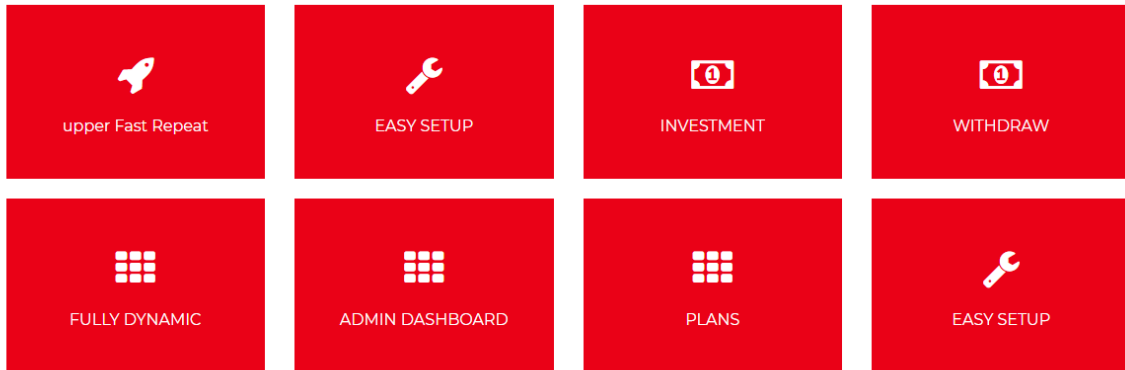 upper Fast Repeat
EASY SETUP
INVESTMENT
WITHDRAW
FULLY DYNAMIC
ADMIN DASHBOARD
PLANS
EASY SETUP